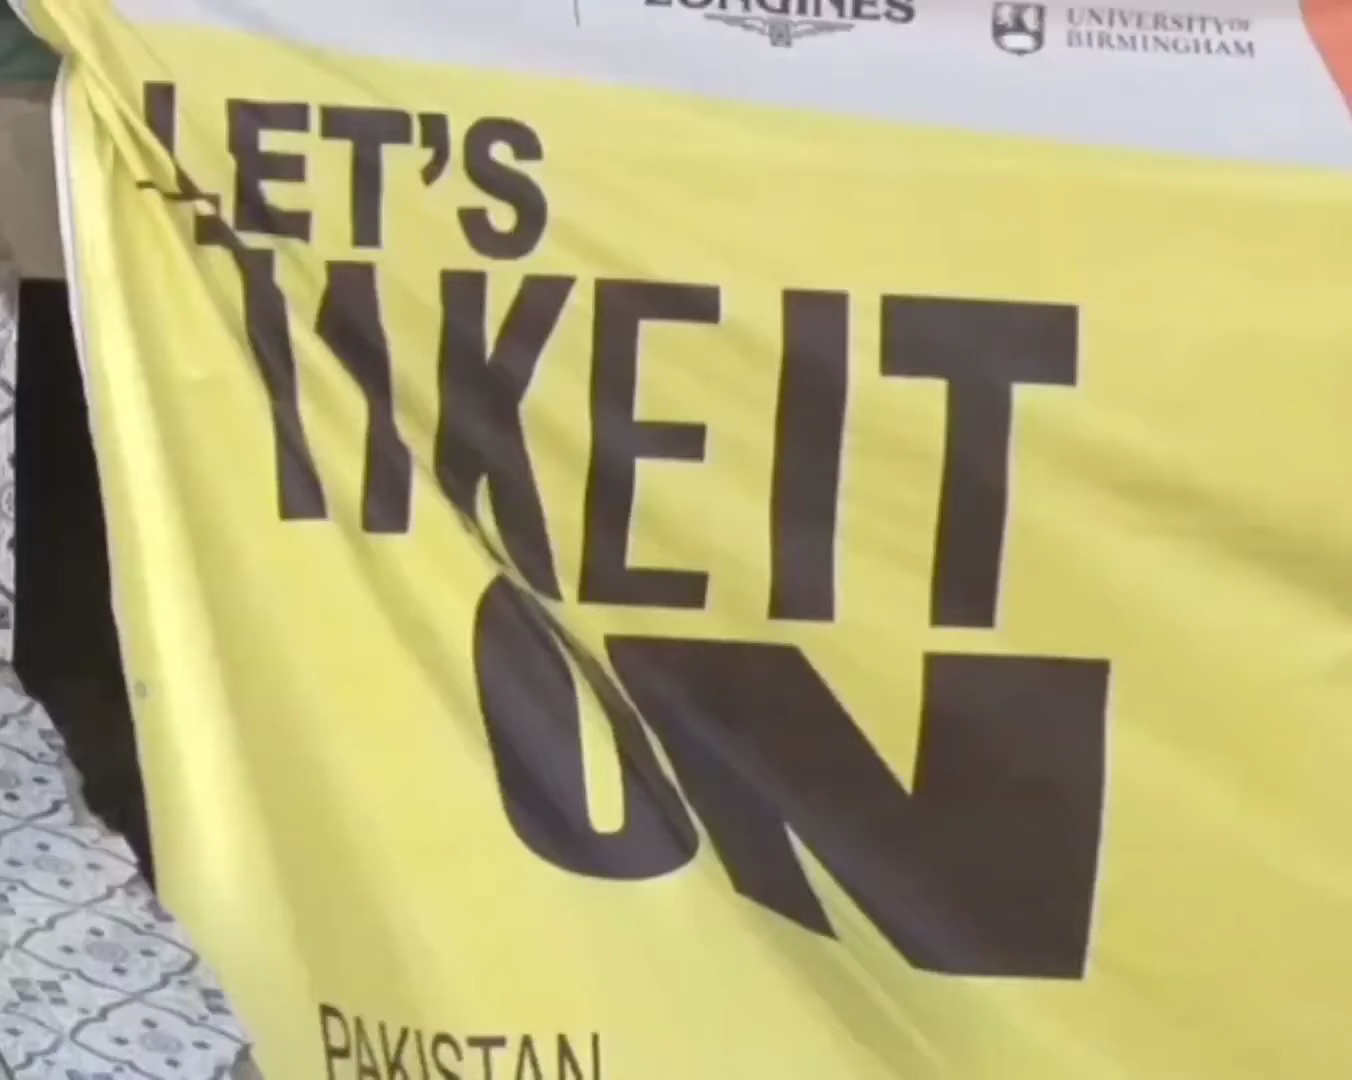 LONGINES
UNIVERSITY OF
BIRMINGHAM
LET'S
TAKE IT
ON
PAKISTAN